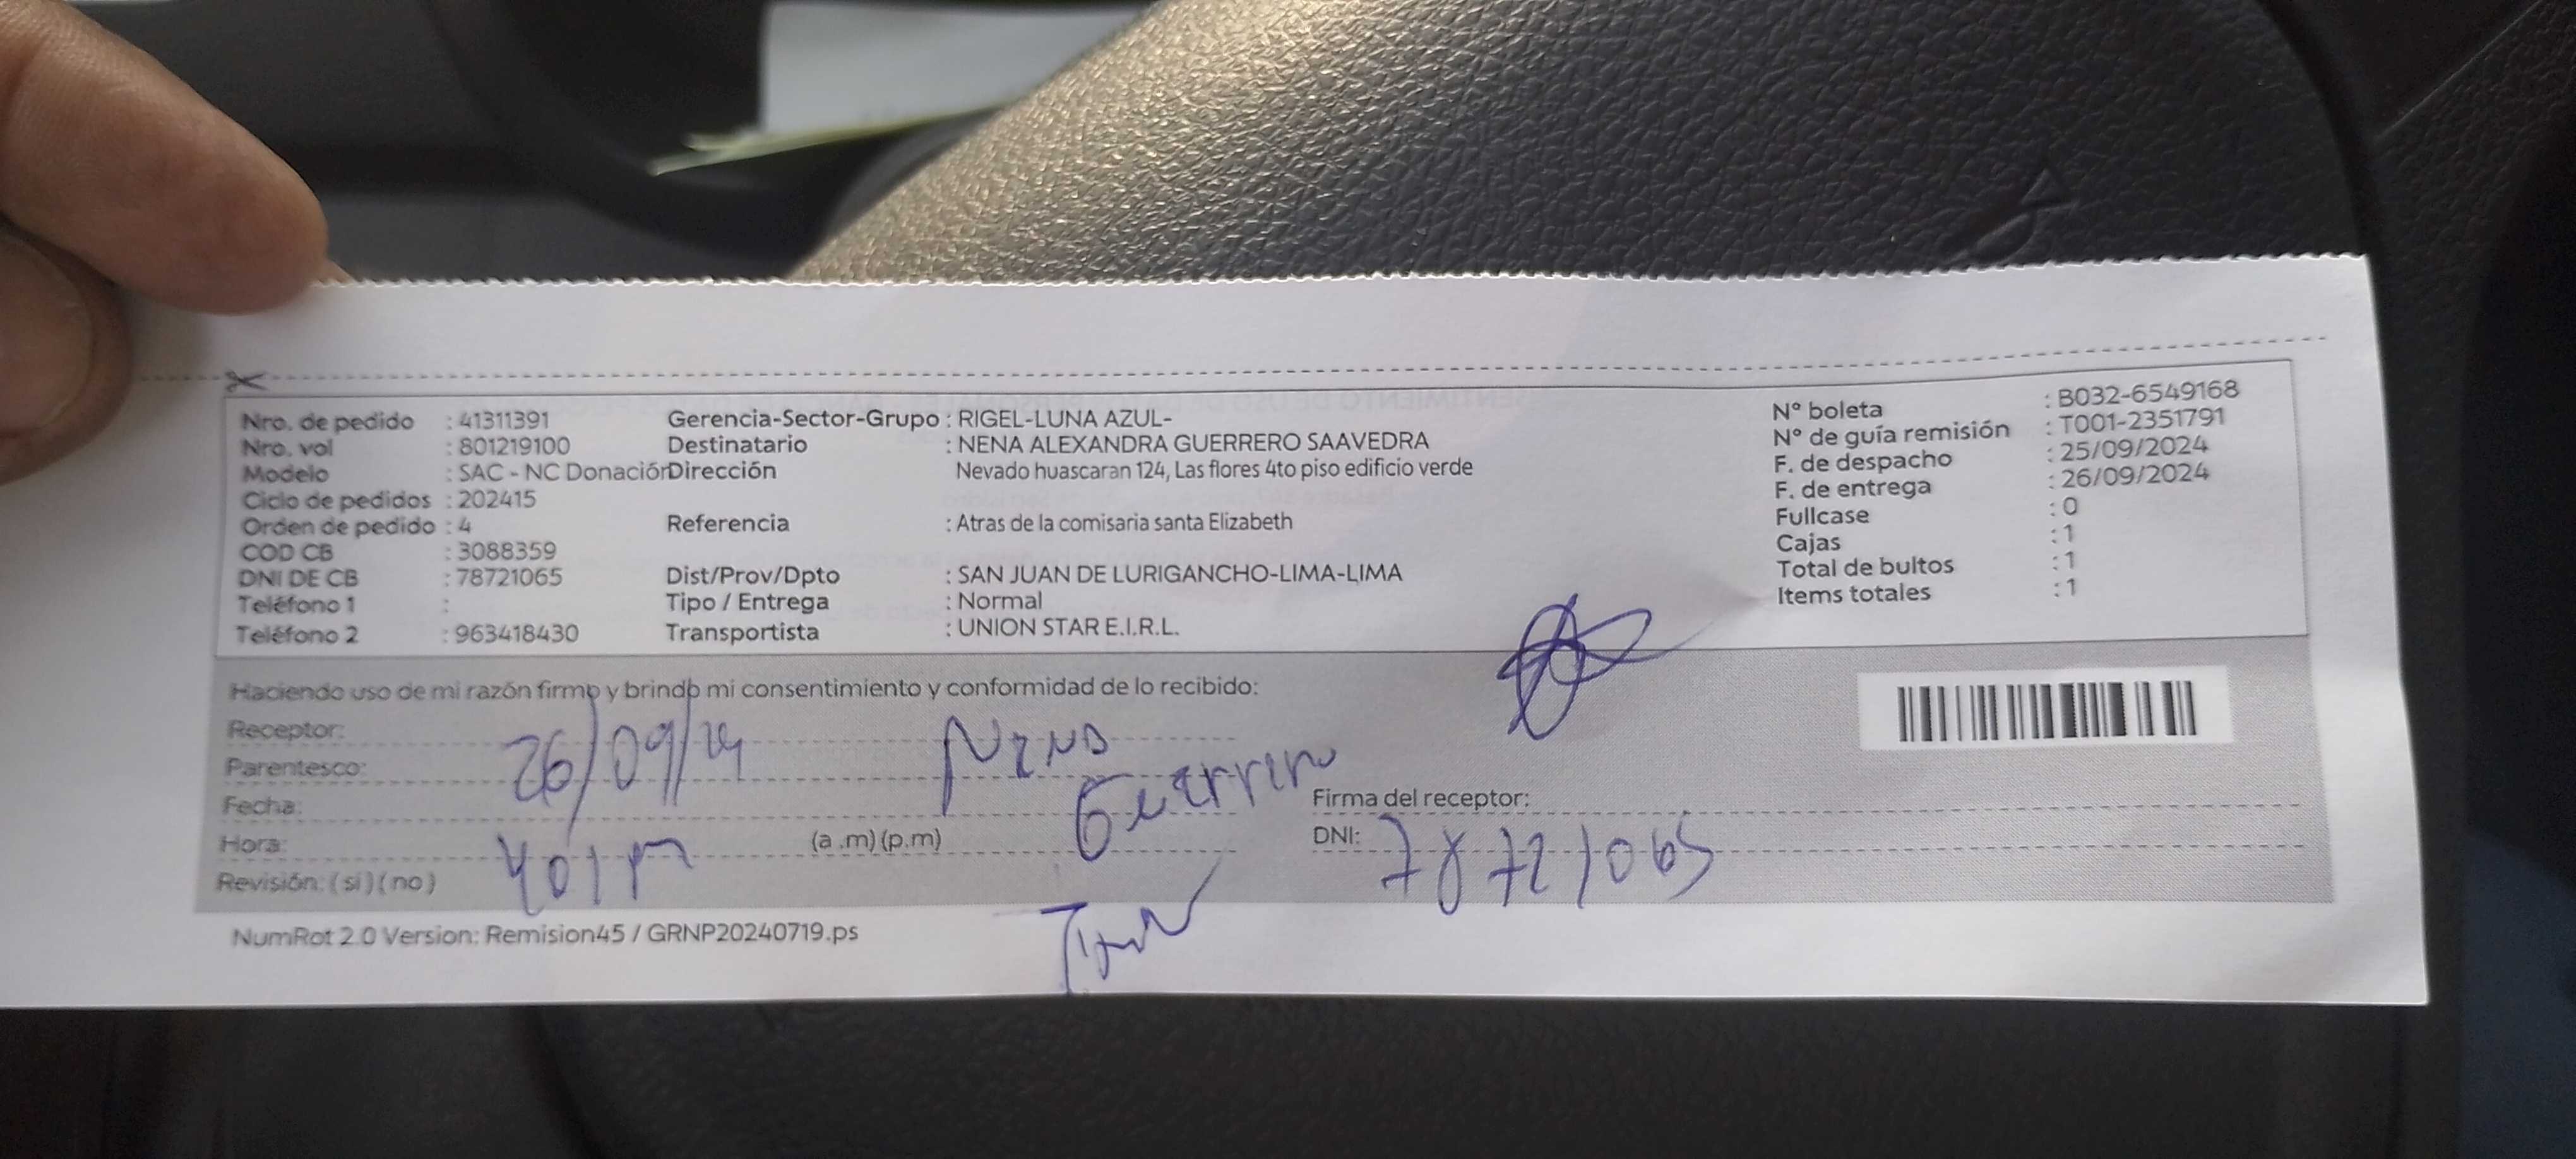 Nro. de pedido : 41311391 Gerencia-Sector-Grupo : RIGEL-LUNA AZUL- N° boleta : B032-6549168
Nro. vol : 801219100 Destinatario : NENA ALEXANDRA GUERRERO SAAVEDRA N° de guía remisión : T001-2351791
Modelo : SAC - NC Donación Dirección Nevado huascaran 124, Las flores 4to piso edificio verde F. de despacho : 25/09/2024
Ciclo de pedidos : 202415 F. de entrega : 26/09/2024
Orden de pedido : 4 Referencia : Atras de la comisaria santa Elizabeth Fullcase : 0
COD CB : 3088359 Cajas : 1
DNI DE CB : 78721065 Dist/Prov/Dpto : SAN JUAN DE LURIGANCHO-LIMA-LIMA Total de bultos : 1
Teléfono 1 : Tipo / Entrega : Normal Items totales : 1
Teléfono 2 : 963418430 Transportista : UNION STAR E.I.R.L.
Haciendo uso de mi razón firmo y brindo mi consentimiento y conformidad de lo recibido:
Receptor:
Parentesco: 26/09/24 Nena
Fecha: Guerrero Firma del receptor:
Hora: 401 pm (a .m) (p.m) DNI: 78721065
Revisión: ( si ) ( no )
NumRot 2.0 Version: Remision45 / GRNP20240719.ps